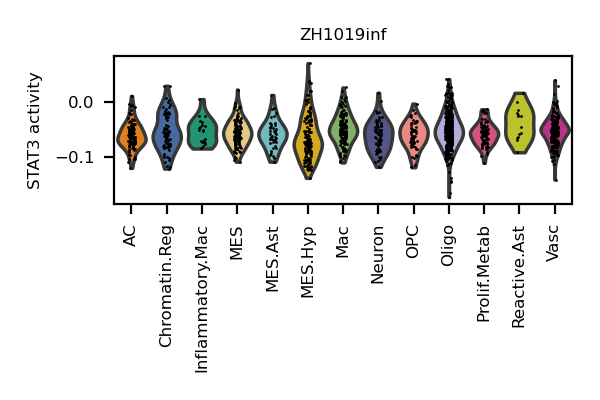 ZH1019inf
STAT3 activity
0.0
−0.1
AC
Chromatin.Reg
Inflammatory.Mac
MES
MES.Ast
MES.Hyp
Mac
Neuron
OPC
Oligo
Prolif.Metab
Reactive.Ast
Vasc